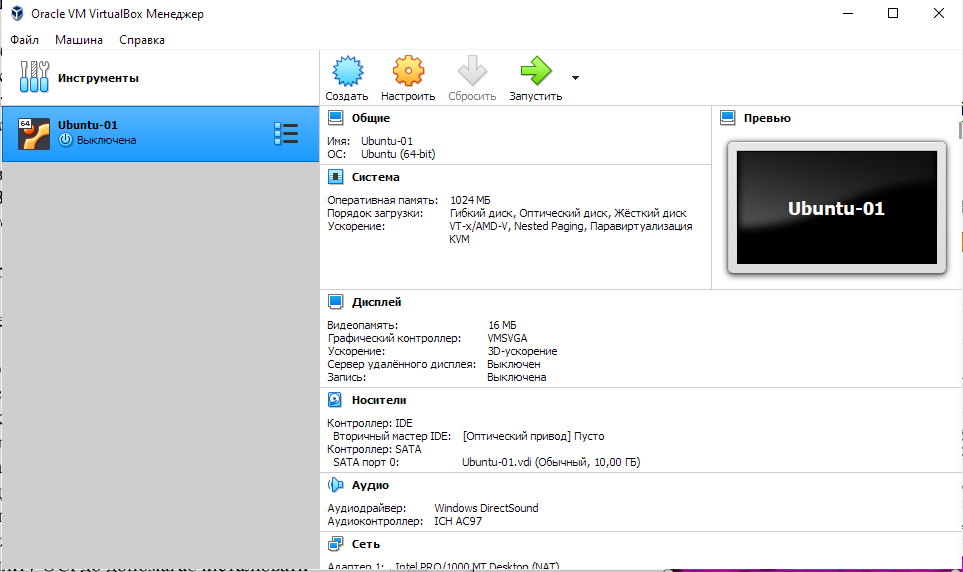 Oracle VM VirtualBox Менеджер
Файл Машина Справка
Инструменты
Создать Настроить Сбросить Запустить
64
Ubuntu-01
Выключена
Общие
Имя: Ubuntu-01
ОС: Ubuntu (64-bit)
Превью
Ubuntu-01
Система
Оперативная память: 1024 МБ
Порядок загрузки: Гибкий диск, Оптический диск, Жёсткий диск
Ускорение: VT-x/AMD-V, Nested Paging, Паравиртуализация
KVM
Дисплей
Видеопамять: 16 МБ
Графический контроллер: VMSVGA
Ускорение: 3D-ускорение
Сервер удалённого дисплея: Выключен
Запись: Выключена
Носители
Контроллер: IDE
Вторичный мастер IDE: [Оптический привод] Пусто
Контроллер: SATA
SATA порт 0: Ubuntu-01.vdi (Обычный, 10,00 ГБ)
Аудио
Аудиодрайвер: Windows DirectSound
Аудиоконтроллер: ICH AC97
Сеть
Адаптер 1: Intel PRO/1000 MT Desktop (NAT)